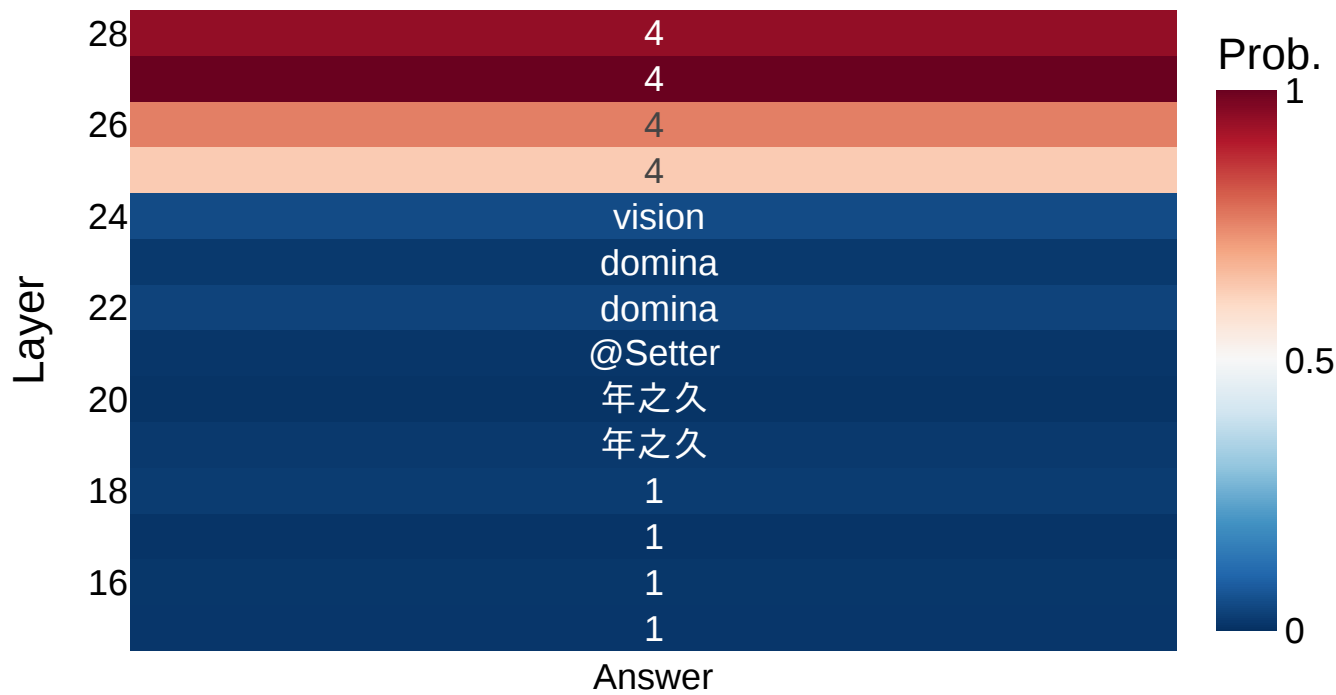 28 4
4
26 4
4
24 vision
domina
22 domina
@Setter
20 年之久
年之久
18 1
1
16 1
1
Layer
Answer
Prob.
1
0.5
0